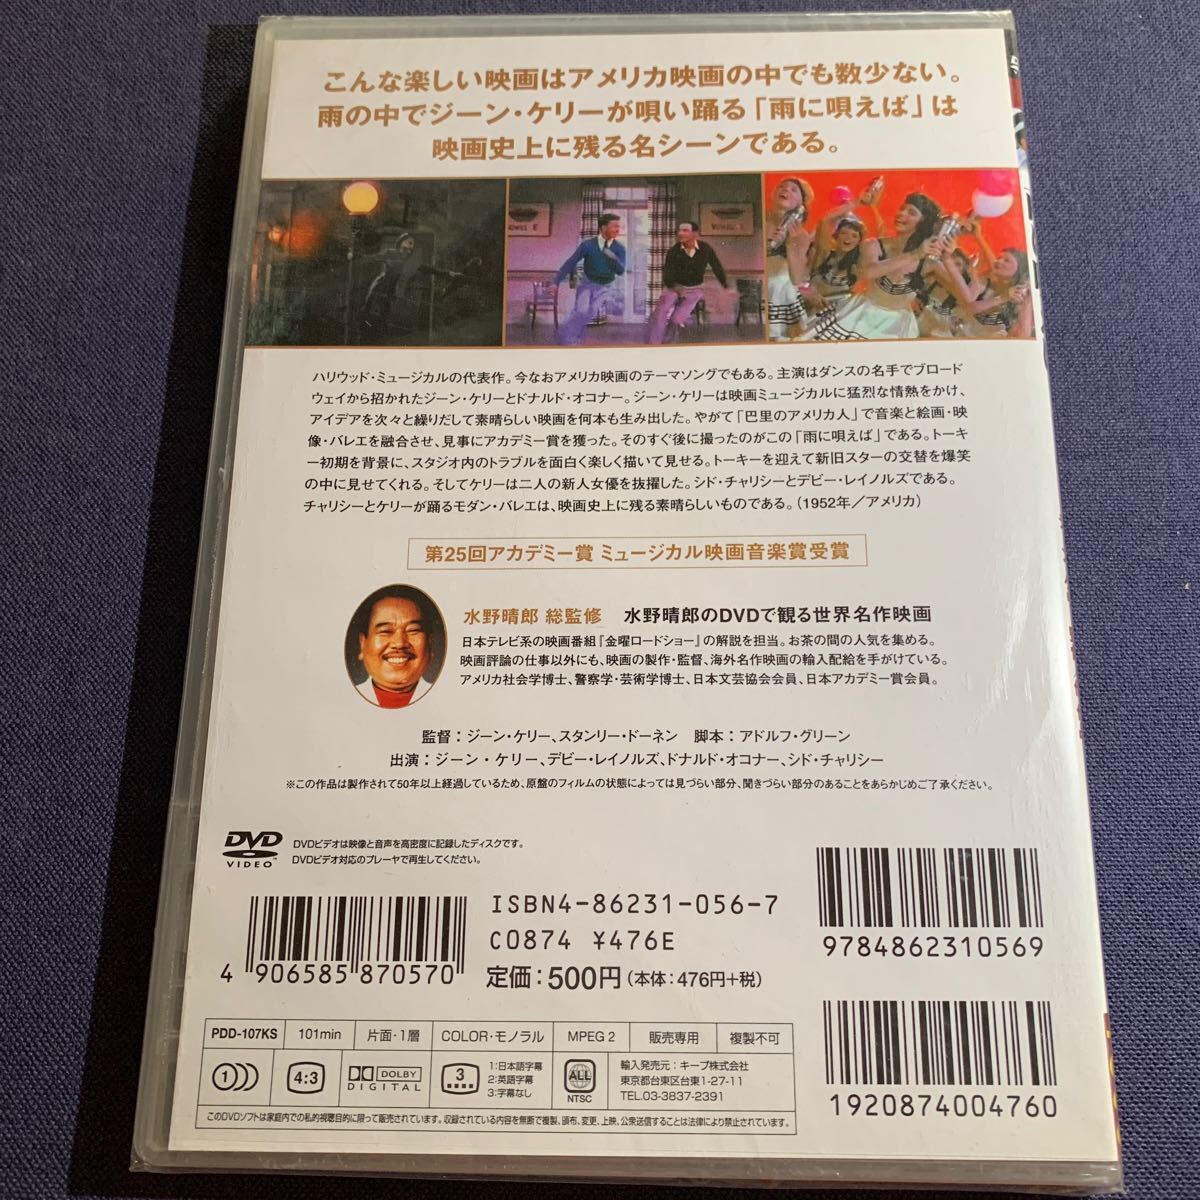 こんな楽しい映画はアメリカ映画の中でも数少ない。
雨の中でジーン・ケリーが唄い踊る「雨に唄えば」は
映画史上に残る名シーンである。
ハリウッド・ミュージカルの代表作。今なおアメリカ映画のテーマソングでもある。主演はダンスの名手でブロード
ウェイから招かれたジーン・ケリーとドナルド・オコナー。ジーン・ケリーは映画ミュージカルに猛烈な情熱をかけ、
アイデアを次々と繰りだして素晴らしい映画を何本も生み出した。やがて「巴里のアメリカ人」で音楽と絵画・映
像・バレエを融合させ、見事にアカデミー賞を獲った。そのすぐ後に撮ったのがこの「雨に唄えば」である。トーキ
ー初期を背景に、スタジオ内のトラブルを面白く楽しく描いて見せる。トーキーを迎えて新旧スターの交替を爆笑
の中に見せてくれる。そしてケリーは二人の新人女優を抜擢した。シド・チャリシーとデビー・レイノルズである。
チャリシーとケリーが踊るモダン・バレエは、映画史上に残る素晴らしいものである。(1952年／アメリカ)
第25回アカデミー賞 ミュージカル映画音楽賞受賞
水野晴郎 総監修 水野晴郎のDVDで観る世界名作映画
日本テレビ系の映画番組『金曜ロードショー』の解説を担当。お茶の間の人気を集める。
映画評論の仕事以外にも、映画の製作・監督、海外名作映画の輸入配給を手がけている。
アメリカ社会学博士、警察学・芸術学博士、日本文芸協会会員、日本アカデミー賞会員。
監督：ジーン・ケリー、スタンリー・ドーネン 脚本：アドルフ・グリーン
出演：ジーン・ケリー、デビー・レイノルズ、ドナルド・オコナー、シド・チャリシー
※この作品は製作されて50年以上経過しているため、原盤のフィルムの状態によっては見づらい部分、聞きづらい部分のあることをあらかじめご了承ください。
DVD
VIDEO
DVDビデオは映像と音声を高密度に記録したディスクです。
DVDビデオ対応のプレーヤで再生してください。
4 906585 870570
ISBN4-86231-056-7
C0874 ¥476E
定価：500円(本体：476円+税)
9784862310569
1920874004760
PDD-107KS 101min 片面・1層 COLOR・モノラル MPEG 2 販売専用 複製不可
1
4:3
DOLBY
DIGITAL
3
1:日本語字幕
2:英語字幕
3:字幕なし
ALL
NTSC
輸入発売元：キープ株式会社
東京都台東区台東1-27-11
TEL.03-3837-2391
このDVDソフトは家庭内での私的視聴目的に限って販売されています。収録されている内容を無断で複製、頒布、変更、上映、公衆送信することは法律により禁止されています。